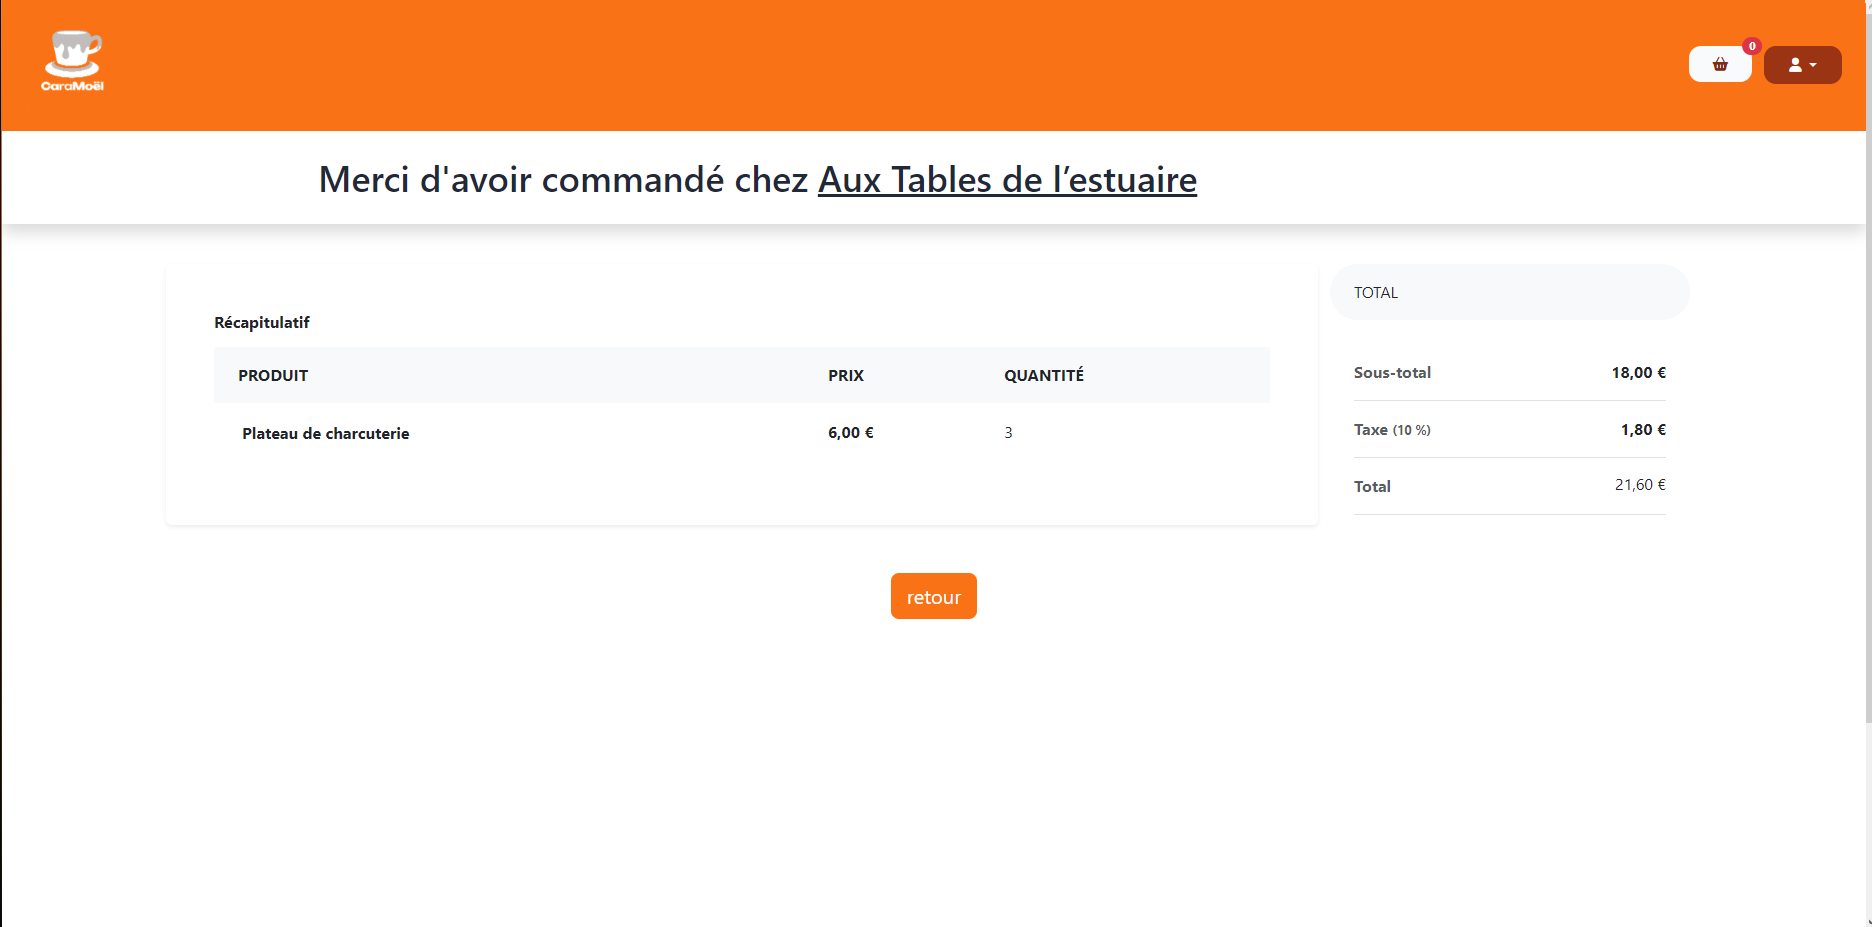 CaraMoël
0
Merci d'avoir commandé chez Aux Tables de l’estuaire
Récapitulatif
PRODUIT PRIX QUANTITÉ
Plateau de charcuterie 6,00 € 3
TOTAL
Sous-total 18,00 €
Taxe (10 %) 1,80 €
Total 21,60 €
retour